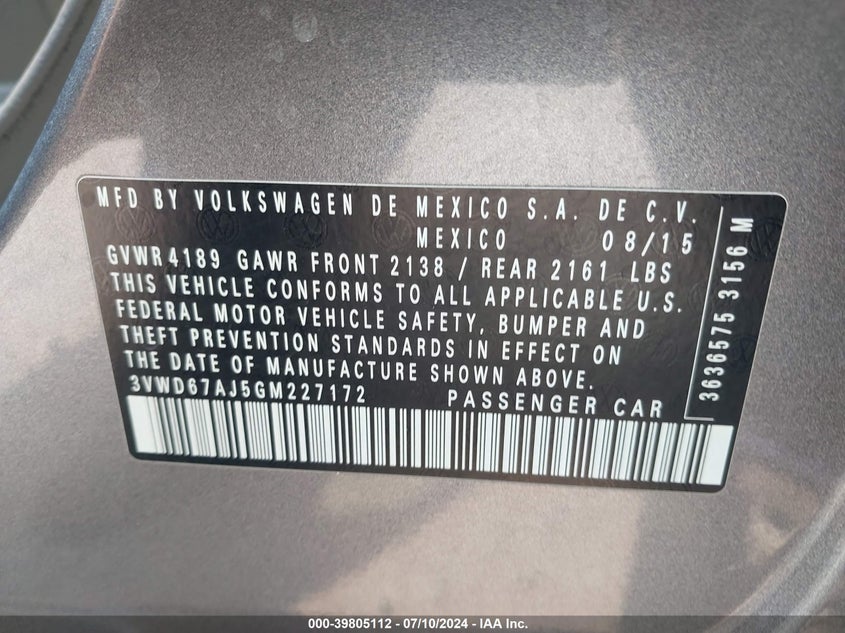 MFD BY VOLKSWAGEN DE MEXICO S.A. DE C.V.
MEXICO 08/15
GVWR 4189 GAWR FRONT 2138 / REAR 2161 LBS
THIS VEHICLE CONFORMS TO ALL APPLICABLE U.S.
FEDERAL MOTOR VEHICLE SAFETY, BUMPER AND
THEFT PREVENTION STANDARDS IN EFFECT ON
THE DATE OF MANUFACTURE SHOWN ABOVE.
3VWD67AJ5GM227172 PASSENGER CAR
3636575 3156 M
000-39805112 - 07/10/2024 - IAA Inc.